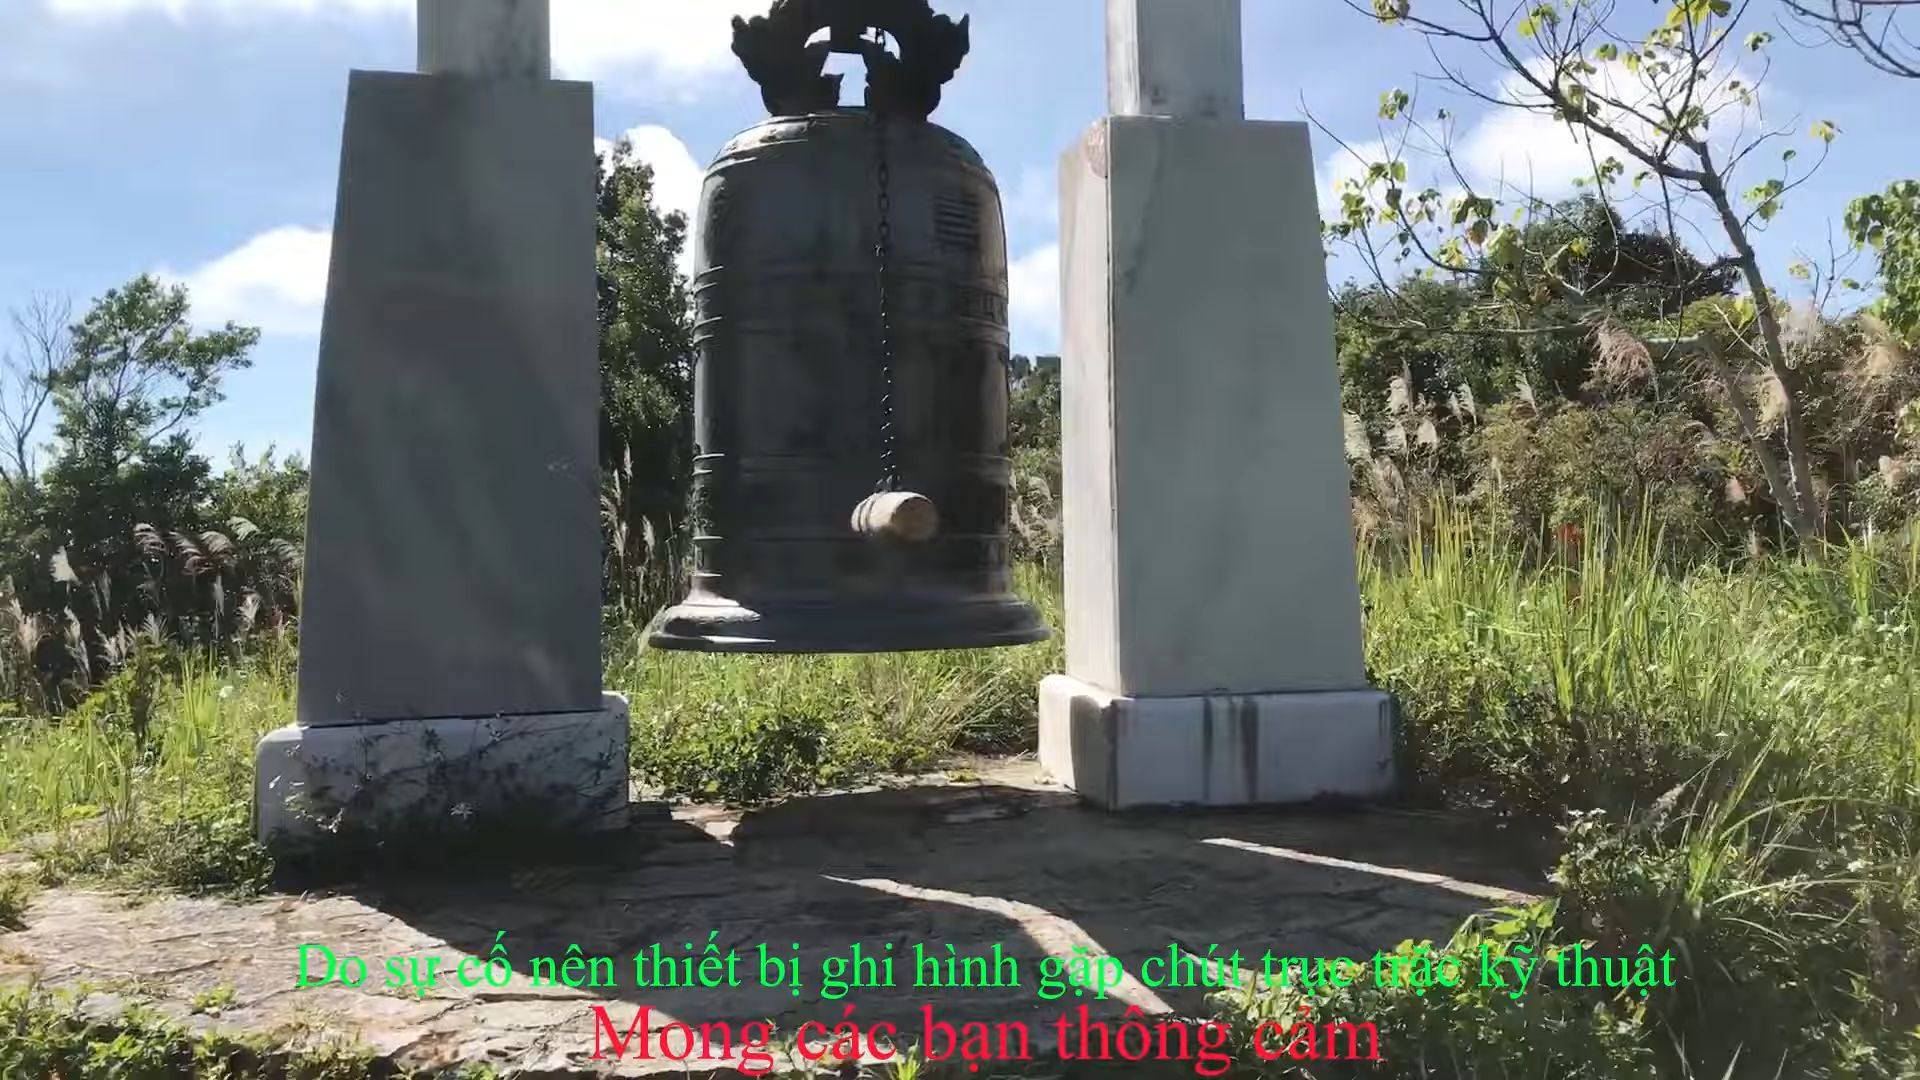 Do sự cố nên thiết bị ghi hình gặp chút trục trặc kỹ thuật
Mong các bạn thông cảm